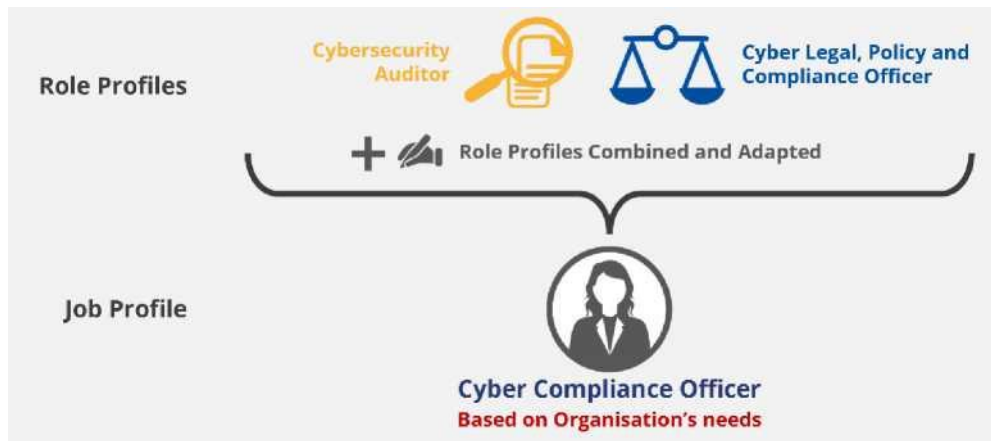 Role Profiles
Cybersecurity
Auditor
Cyber Legal, Policy and
Compliance Officer
Role Profiles Combined and Adapted
Job Profile
Cyber Compliance Officer
Based on Organisation's needs